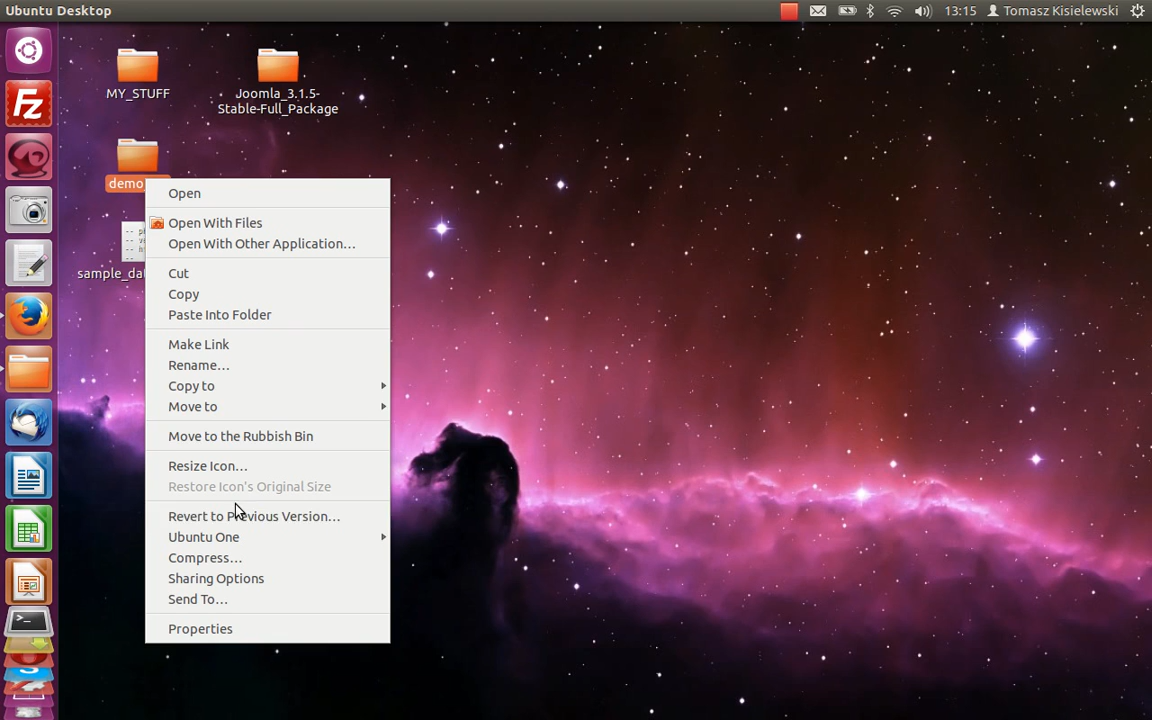 Ubuntu Desktop
13:15
Tomasz Kisielewski
MY_STUFF
Joomla_3.1.5-
Stable-Full_Package
demo
sample_dat
Open
Open With Files
Open With Other Application...
Cut
Copy
Paste Into Folder
Make Link
Rename...
Copy to
Move to
Move to the Rubbish Bin
Resize Icon...
Restore Icon's Original Size
Revert to Previous Version...
Ubuntu One
Compress...
Sharing Options
Send To...
Properties
Fz
>_
S